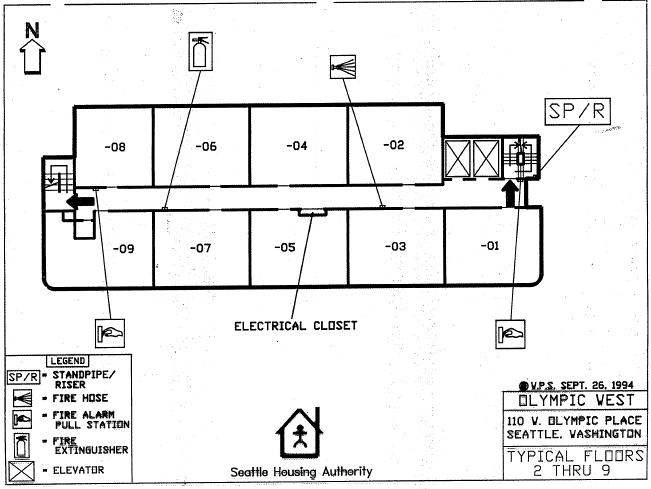 N
SP/R
-08
-06
-04
-02
-09
-07
-05
-03
-01
ELECTRICAL CLOSET
LEGEND
SP/R = STANDPIPE/
RISER
= FIRE HOSE
= FIRE ALARM
PULL STATION
= FIRE
EXTINGUISHER
= ELEVATOR
Seattle Housing Authority
V.P.S. SEPT. 26, 1994
OLYMPIC WEST
110 W. OLYMPIC PLACE
SEATTLE, WASHINGTON
TYPICAL FLOORS
2 THRU 9